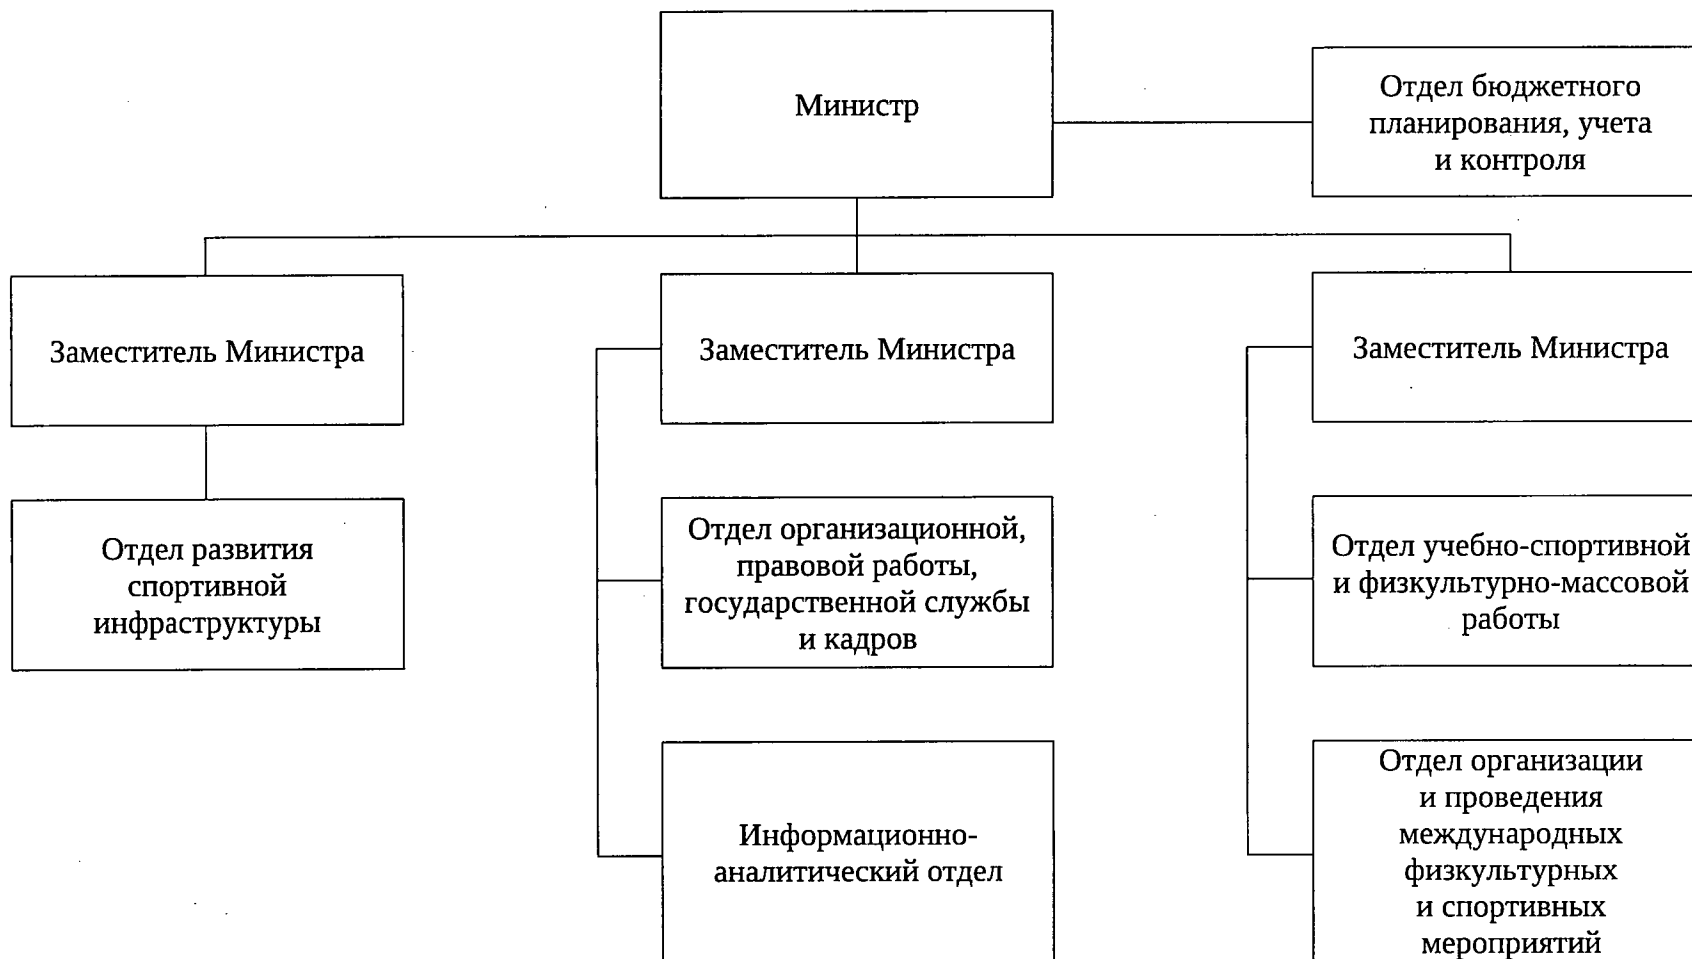 Министр
Отдел бюджетного
планирования, учета
и контроля
Заместитель Министра
Заместитель Министра
Заместитель Министра
Отдел развития
спортивной
инфраструктуры
Отдел организационной,
правовой работы,
государственной службы
и кадров
Отдел учебно-спортивной
и физкультурно-массовой
работы
Информационно-
аналитический отдел
Отдел организации
и проведения
международных
физкультурных
и спортивных
мероприятий